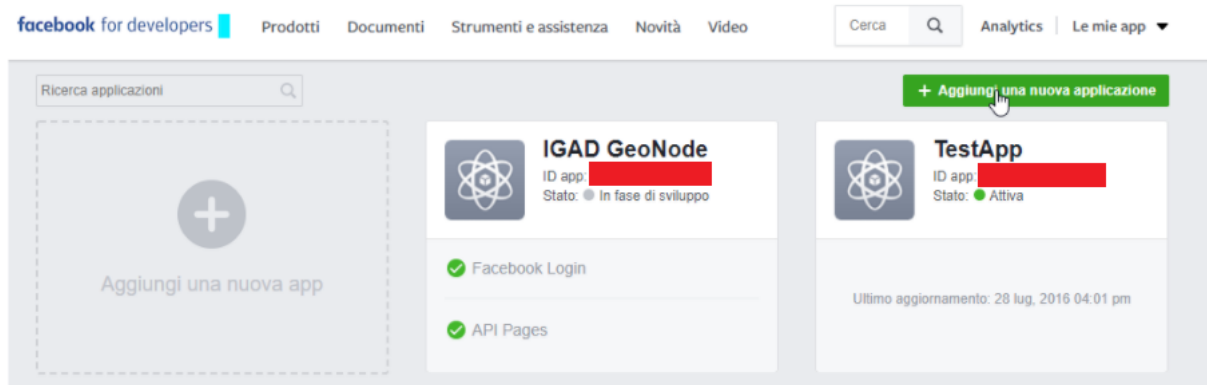 facebook for developers
Prodotti
Documenti
Strumenti e assistenza
Novità
Video
Cerca
Analytics
Le mie app
Ricerca applicazioni
+ Aggiungi una nuova applicazione
Aggiungi una nuova app
IGAD GeoNode
ID app:
Stato: In fase di sviluppo
Facebook Login
API Pages
TestApp
ID app:
Stato: Attiva
Ultimo aggiornamento: 28 lug, 2016 04:01 pm